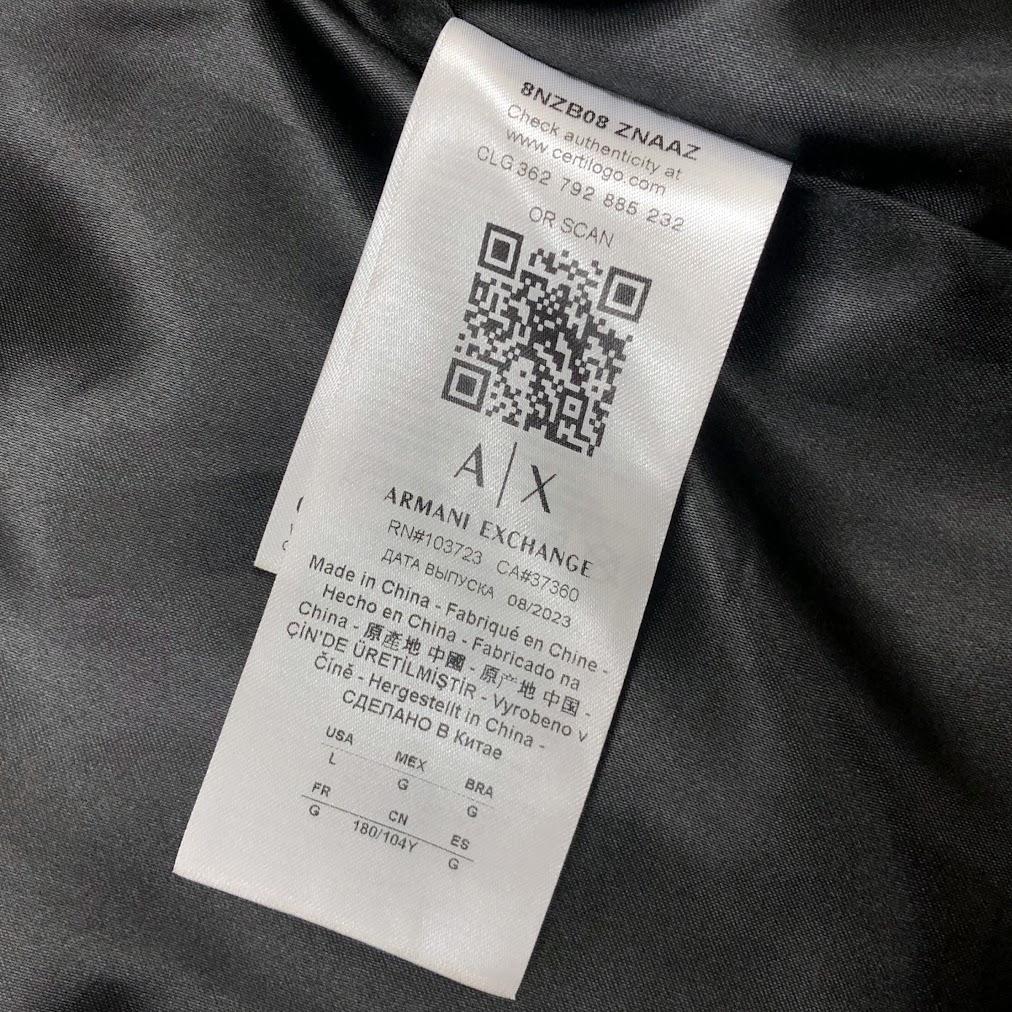 8NZB08 ZNAAZ
Check authenticity at
www.certilogo.com
CLG 362 792 885 232
OR SCAN
A|X
ARMANI EXCHANGE
RN#103723 CA#37360
ДАТА ВЫПУСКА 08/2023
Made in China - Fabriqué en Chine -
Hecho en China - Fabricado na
China - 原產地 中國 - 原产地 中国 -
ÇİN'DE ÜRETİLMİŞTİR - Vyrobeno v
Číně - Hergestellt in China -
СДЕЛАНО В Китае
USA MEX BRA
L G G
FR CN ES
G 180/104Y G